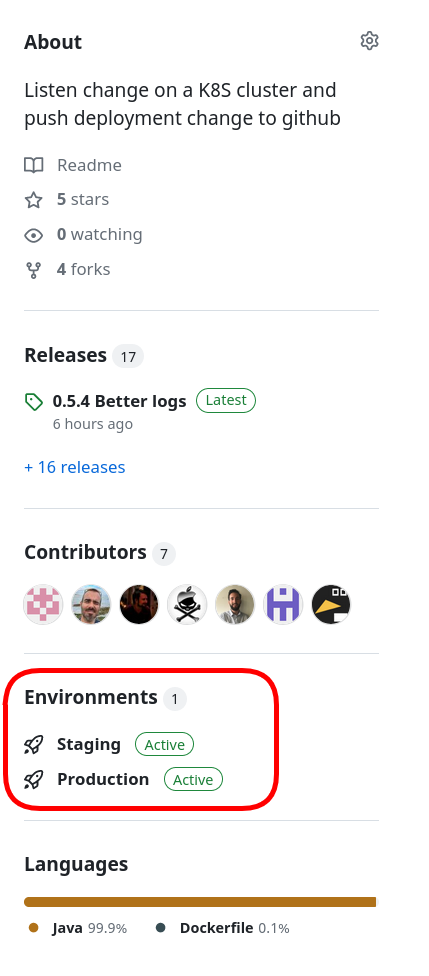 About
Listen change on a K8S cluster and
push deployment change to github
Readme
5 stars
0 watching
4 forks
Releases 17
0.5.4 Better logs Latest
6 hours ago
+ 16 releases
Contributors 7
Environments 1
Staging Active
Production Active
Languages
Java 99.9% Dockerfile 0.1%